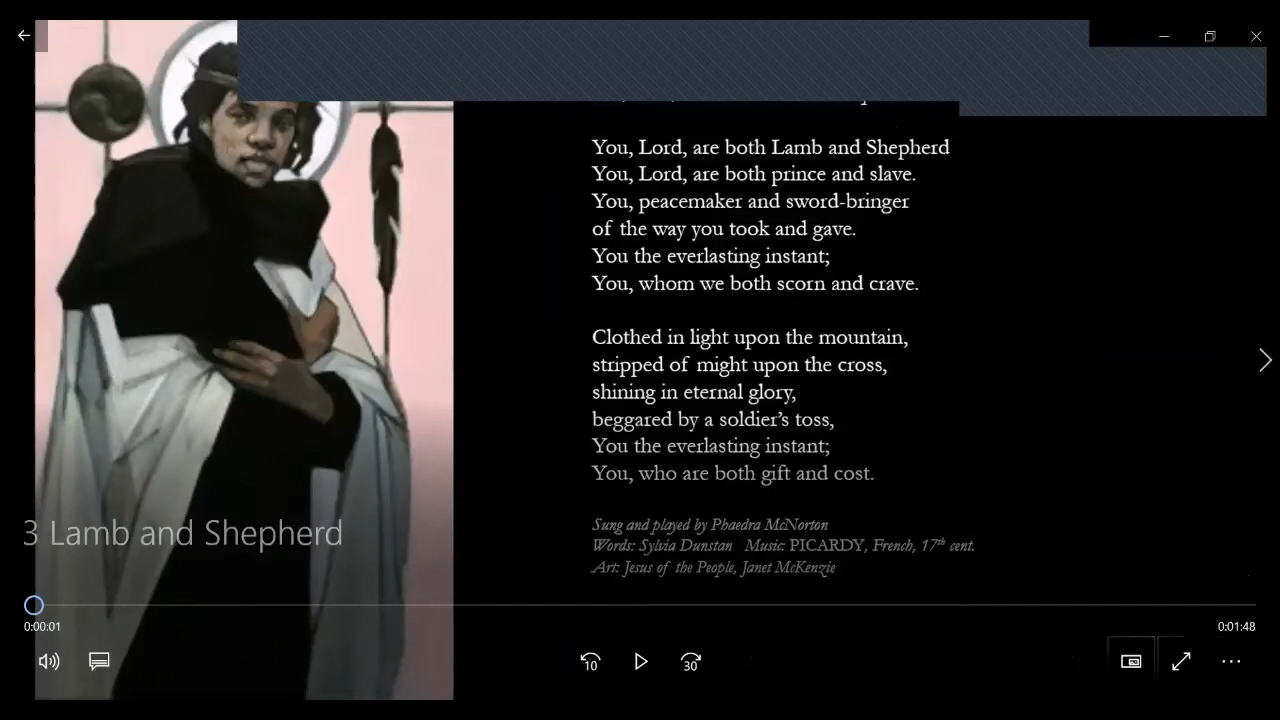 You, Lord, are both Lamb and Shepherd
You, Lord, are both prince and slave.
You, peacemaker and sword-bringer
of the way you took and gave.
You the everlasting instant;
You, whom we both scorn and crave.
Clothed in light upon the mountain,
stripped of might upon the cross,
shining in eternal glory,
beggared by a soldier's toss,
You the everlasting instant;
You, who are both gift and cost.
3 Lamb and Shepherd
Sung and played by Phaedra McNorton
Words: Sylvia Dunstan Music: PICARDY, French, 17th cent.
Art: Jesus of the People, Janet McKenzie
0:00:01
0:01:48
10
30